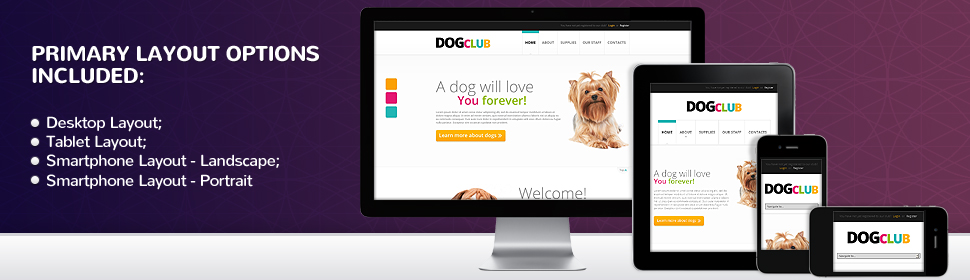 PRIMARY LAYOUT OPTIONS
INCLUDED:
Desktop Layout;
Tablet Layout;
Smartphone Layout - Landscape;
Smartphone Layout - Portrait
Login or Register
DOGCLUB
HOME ABOUT SUPPLIES OUR STAFF CONTACTS
A dog will love
You forever!
Learn more about dogs »
Welcome!
DOGCLUB
HOME ABOUT SUPPLIES OUR STAFF CONTACTS
A dog will love
You forever!
Learn more about dogs »
DOGCLUB
Navigate to...
DOGCLUB
Navigate to...